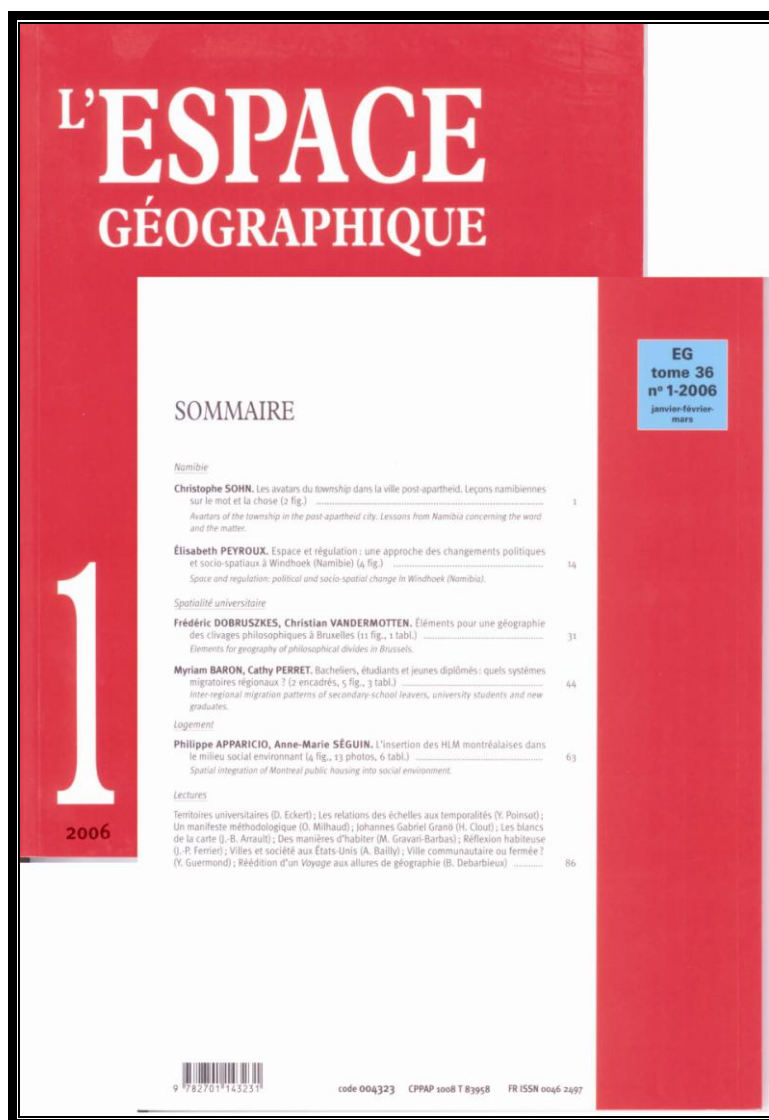 L'ESPACE
GÉOGRAPHIQUE
EG
tome 36
nº 1-2006
janvier-février-
mars
SOMMAIRE
Namibie
Christophe SOHN. Les avatars du township dans la ville post-apartheid. Leçons namibiennes
sur le mot et la chose (2 fig.) 1
Avatars of the township in the post-apartheid city. Lessons from Namibia concerning the word
and the matter.
Élisabeth PEYROUX. Espace et régulation : une approche des changements politiques
et socio-spatiaux à Windhoek (Namibie) (4 fig.) 14
Space and regulation: political and socio-spatial change in Windhoek (Namibia).
Spatialité universitaire
Frédéric DOBRUSZKES, Christian VANDERMOTTEN. Éléments pour une géographie
des clivages philosophiques à Bruxelles (11 fig., 1 tabl.) 31
Elements for geography of philosophical divides in Brussels.
Myriam BARON, Cathy PERRET. Bacheliers, étudiants et jeunes diplômés : quels systèmes
migratoires régionaux ? (2 encadrés, 5 fig., 3 tabl.) 44
Inter-regional migration patterns of secondary-school leavers, university students and new
graduates.
Logement
Philippe APPARICIO, Anne-Marie SÉGUIN. L'insertion des HLM montréalaises dans
le milieu social environnant (4 fig., 13 photos, 6 tabl.) 63
Spatial integration of Montreal public housing into social environment.
Lectures
Territoires universitaires (D. Eckert) ; Les relations des échelles aux temporalités (Y. Poinsot) ;
Un manifeste méthodologique (O. Milhaud) ; Johannes Gabriel Granö (H. Clout) ; Les blancs
de la carte (J.-B. Arrault) ; Des manières d'habiter (M. Gravari-Barbas) ; Réflexion habiteuse
(J.-P. Ferrier) ; Villes et société aux États-Unis (A. Bailly) ; Ville communautaire ou fermée ?
(Y. Guermond) ; Réédition d'un Voyage aux allures de géographie (B. Debarbieux) 86
1
2006
9 782701 143231
code 004323 CPPAP 1008 T 83958 FR ISSN 0046 2497